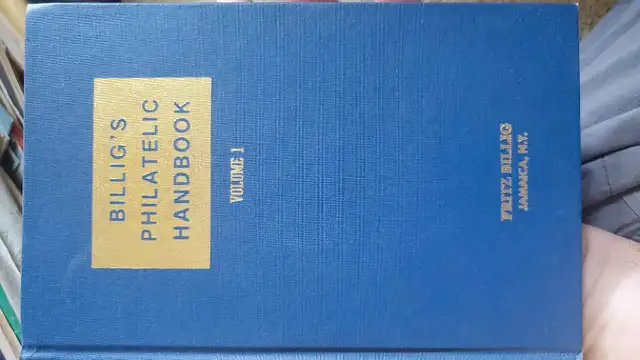 BILLIG'S
PHILATELIC
HANDBOOK
VOLUME 1
FRITZ BILLIG
JAMAICA, N.Y.